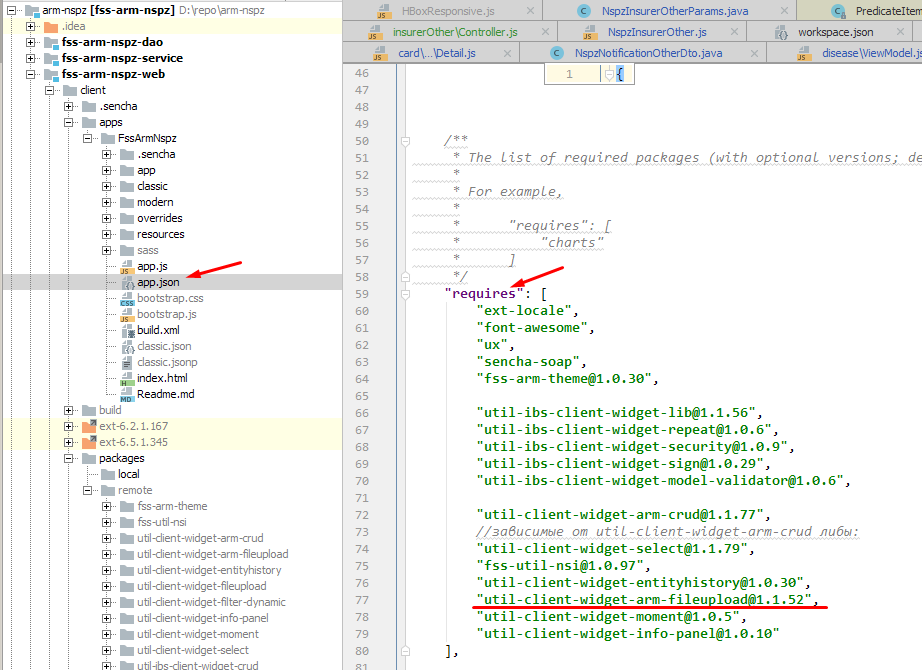 arm-nspz [fss-arm-nspz] D:\repo\arm-nspz
.idea
fss-arm-nspz-dao
fss-arm-nspz-service
fss-arm-nspz-web
client
.sencha
apps
FssArmNspz
.sencha
app
classic
modern
overrides
resources
sass
app.js
app.json
bootstrap.css
bootstrap.js
build.xml
classic.json
classic.jsonp
index.html
Readme.md
build
ext-6.2.1.167
ext-6.5.1.345
packages
local
remote
fss-arm-theme
fss-util-nsi
util-client-widget-arm-crud
util-client-widget-arm-fileupload
util-client-widget-entityhistory
util-client-widget-fileupload
util-client-widget-filter-dynamic
util-client-widget-info-panel
util-client-widget-moment
util-client-widget-select
util-ibs-client-widget-crud
HBoxResponsive.js NspzInsurerOtherParams.java PredicateItem
insurerOther\Controller.js NspzInsurerOther.js workspace.json
card\...\Detail.js NspzNotificationOtherDto.java disease\ViewModel.js
1 {
46
47
48
49
50 /**
51 * The list of required packages (with optional versions; de
52 *
53 * For example,
54 *
55 * "requires": [
56 * "charts"
57 * ]
58 */
59 "requires": [
60 "ext-locale",
61 "font-awesome",
62 "ux",
63 "sencha-soap",
64 "fss-arm-theme@1.0.30",
65
66 "util-ibs-client-widget-lib@1.1.56",
67 "util-ibs-client-widget-repeat@1.0.6",
68 "util-ibs-client-widget-security@1.0.9",
69 "util-ibs-client-widget-sign@1.0.29",
70 "util-ibs-client-widget-model-validator@1.0.6",
71
72 "util-client-widget-arm-crud@1.1.77",
73 //зависимые от util-client-widget-arm-crud либы:
74 "util-client-widget-select@1.1.79",
75 "fss-util-nsi@1.0.97",
76 "util-client-widget-entityhistory@1.0.30",
77 "util-client-widget-arm-fileupload@1.1.52",
78 "util-client-widget-moment@1.0.5",
79 "util-client-widget-info-panel@1.0.10"
80 ],
81